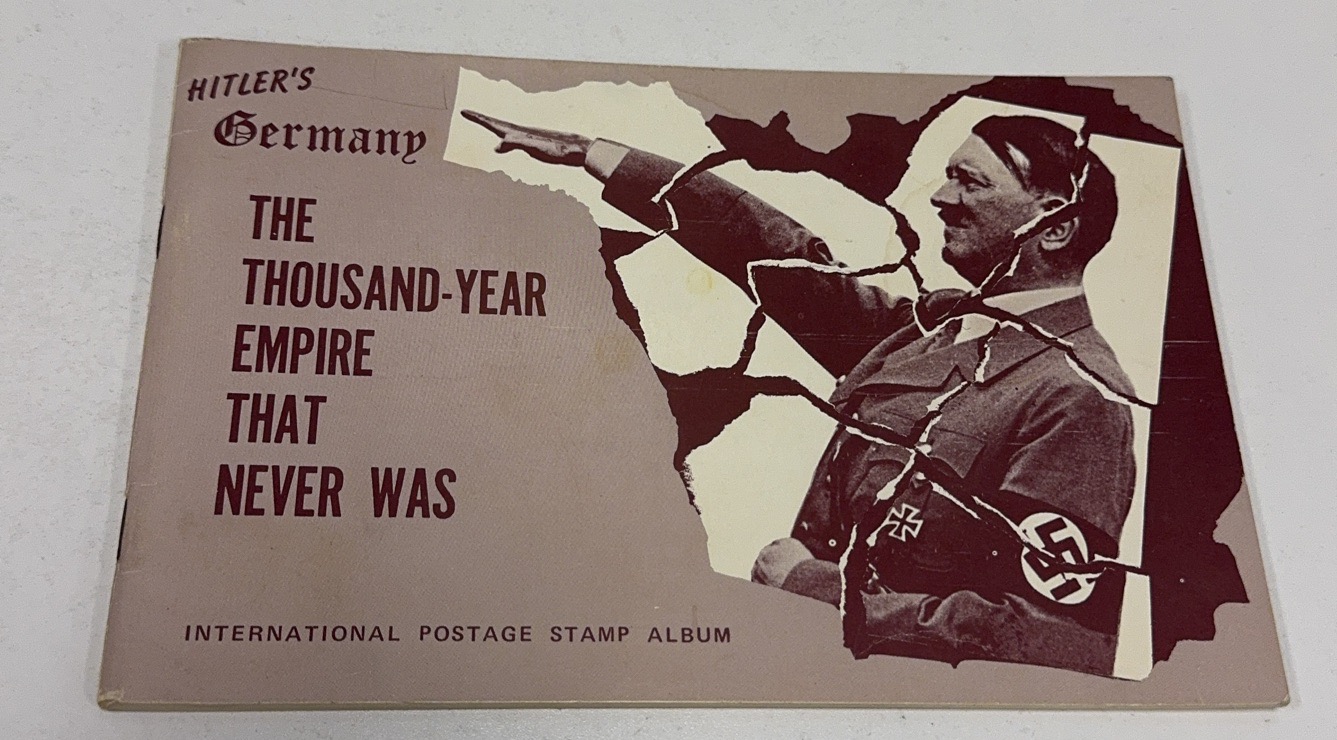 HITLER'S
Germany
THE
THOUSAND-YEAR
EMPIRE
THAT
NEVER WAS
INTERNATIONAL POSTAGE STAMP ALBUM